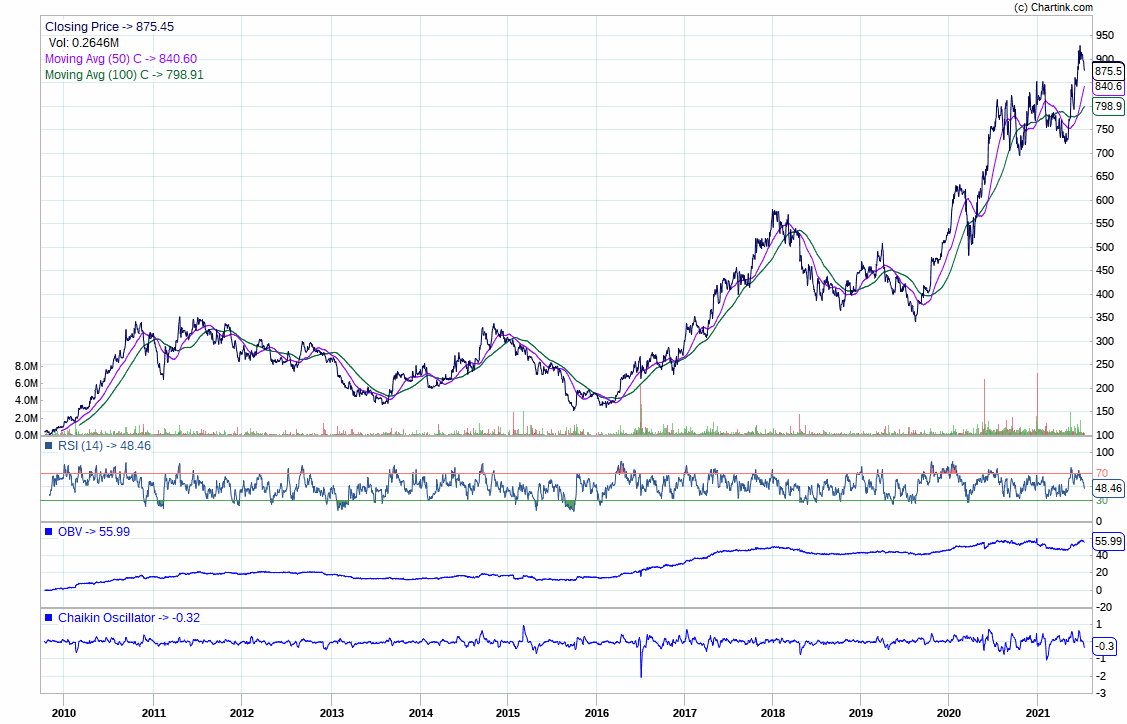 (c) Chartink.com
Closing Price -> 875.45
Vol: 0.2646M
Moving Avg (50) C -> 840.60
Moving Avg (100) C -> 798.91
950
900
875.5
840.6
798.9
750
700
650
600
550
500
450
400
350
300
250
200
150
100
8.0M
6.0M
4.0M
2.0M
0.0M
RSI (14) -> 48.46
100
70
48.46
30
0
OBV -> 55.99
55.99
40
20
0
-20
Chaikin Oscillator -> -0.32
1
-0.3
-1
-2
-3
2010 2011 2012 2013 2014 2015 2016 2017 2018 2019 2020 2021